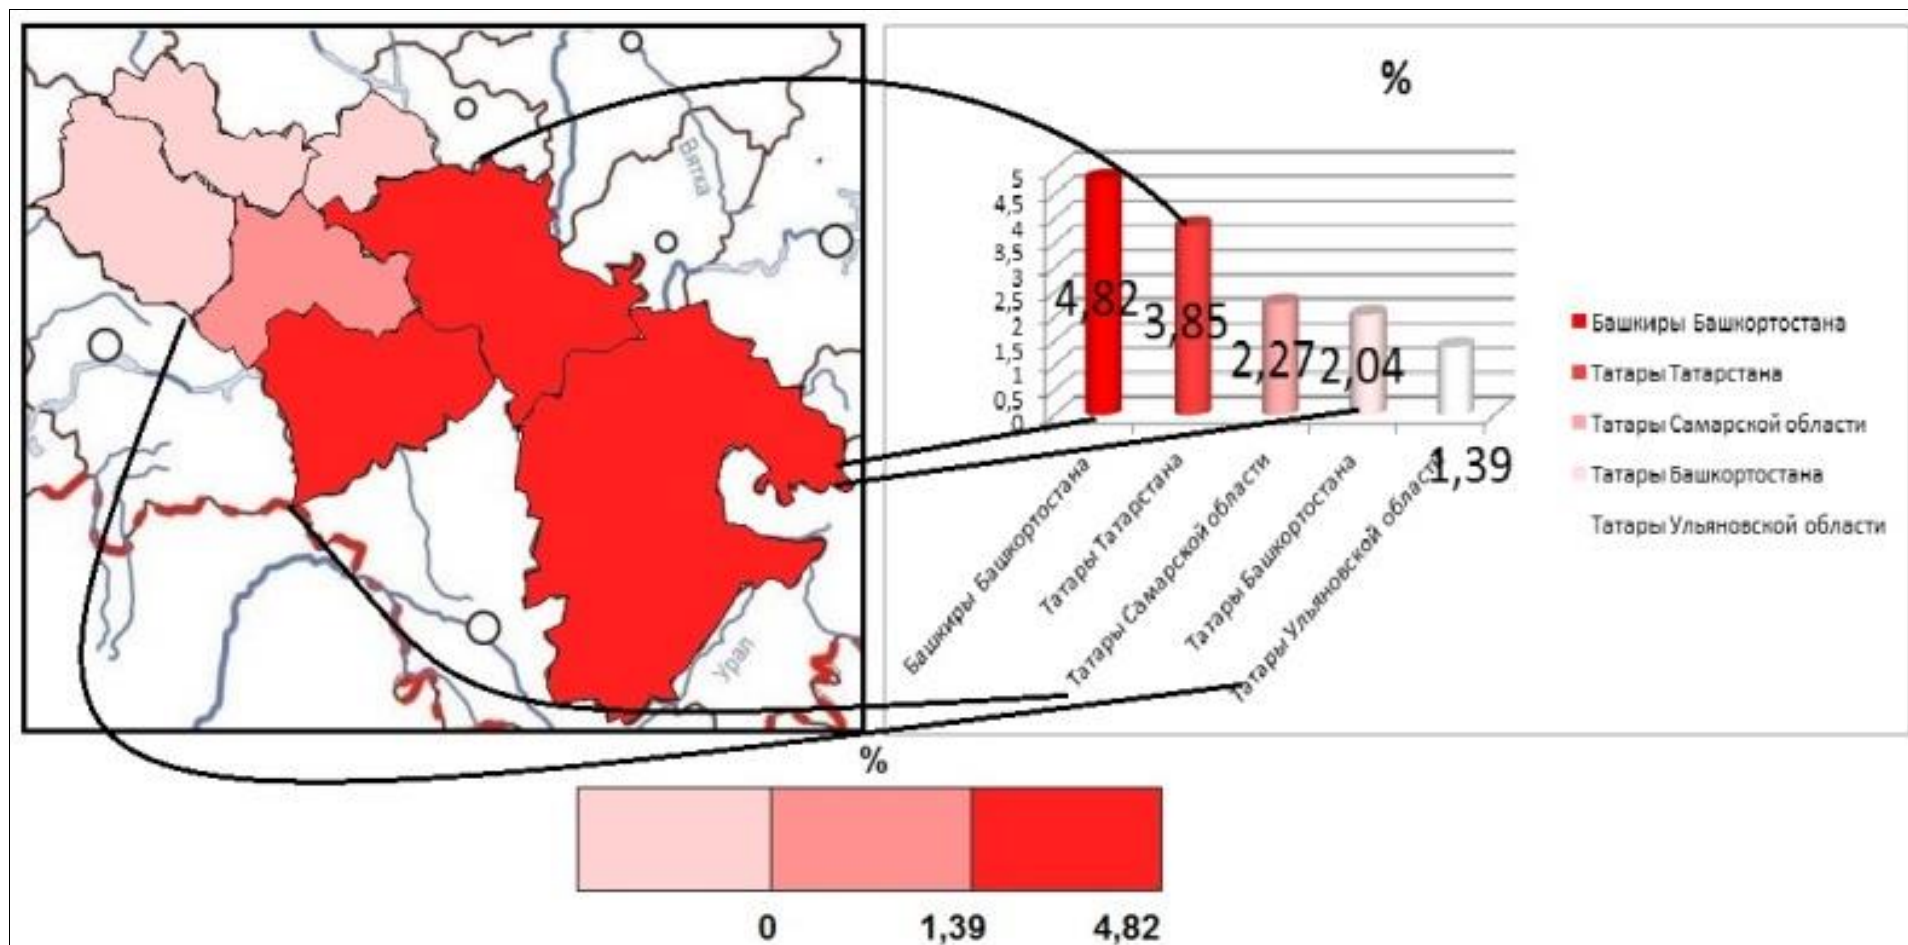 Вятка
Урал
%
5
4,5
4
3,5
3
2,5
2
1,5
1
0,5
0
4,82
3,85
2,27
2,04
1,39
Башкиры Башкортостана
Татары Татарстана
Татары Самарской области
Татары Башкортостана
Татары Ульяновской области
Башкиры Башкортостана
Татары Татарстана
Татары Самарской области
Татары Башкортостана
Татары Ульяновской области
%
0
1,39
4,82